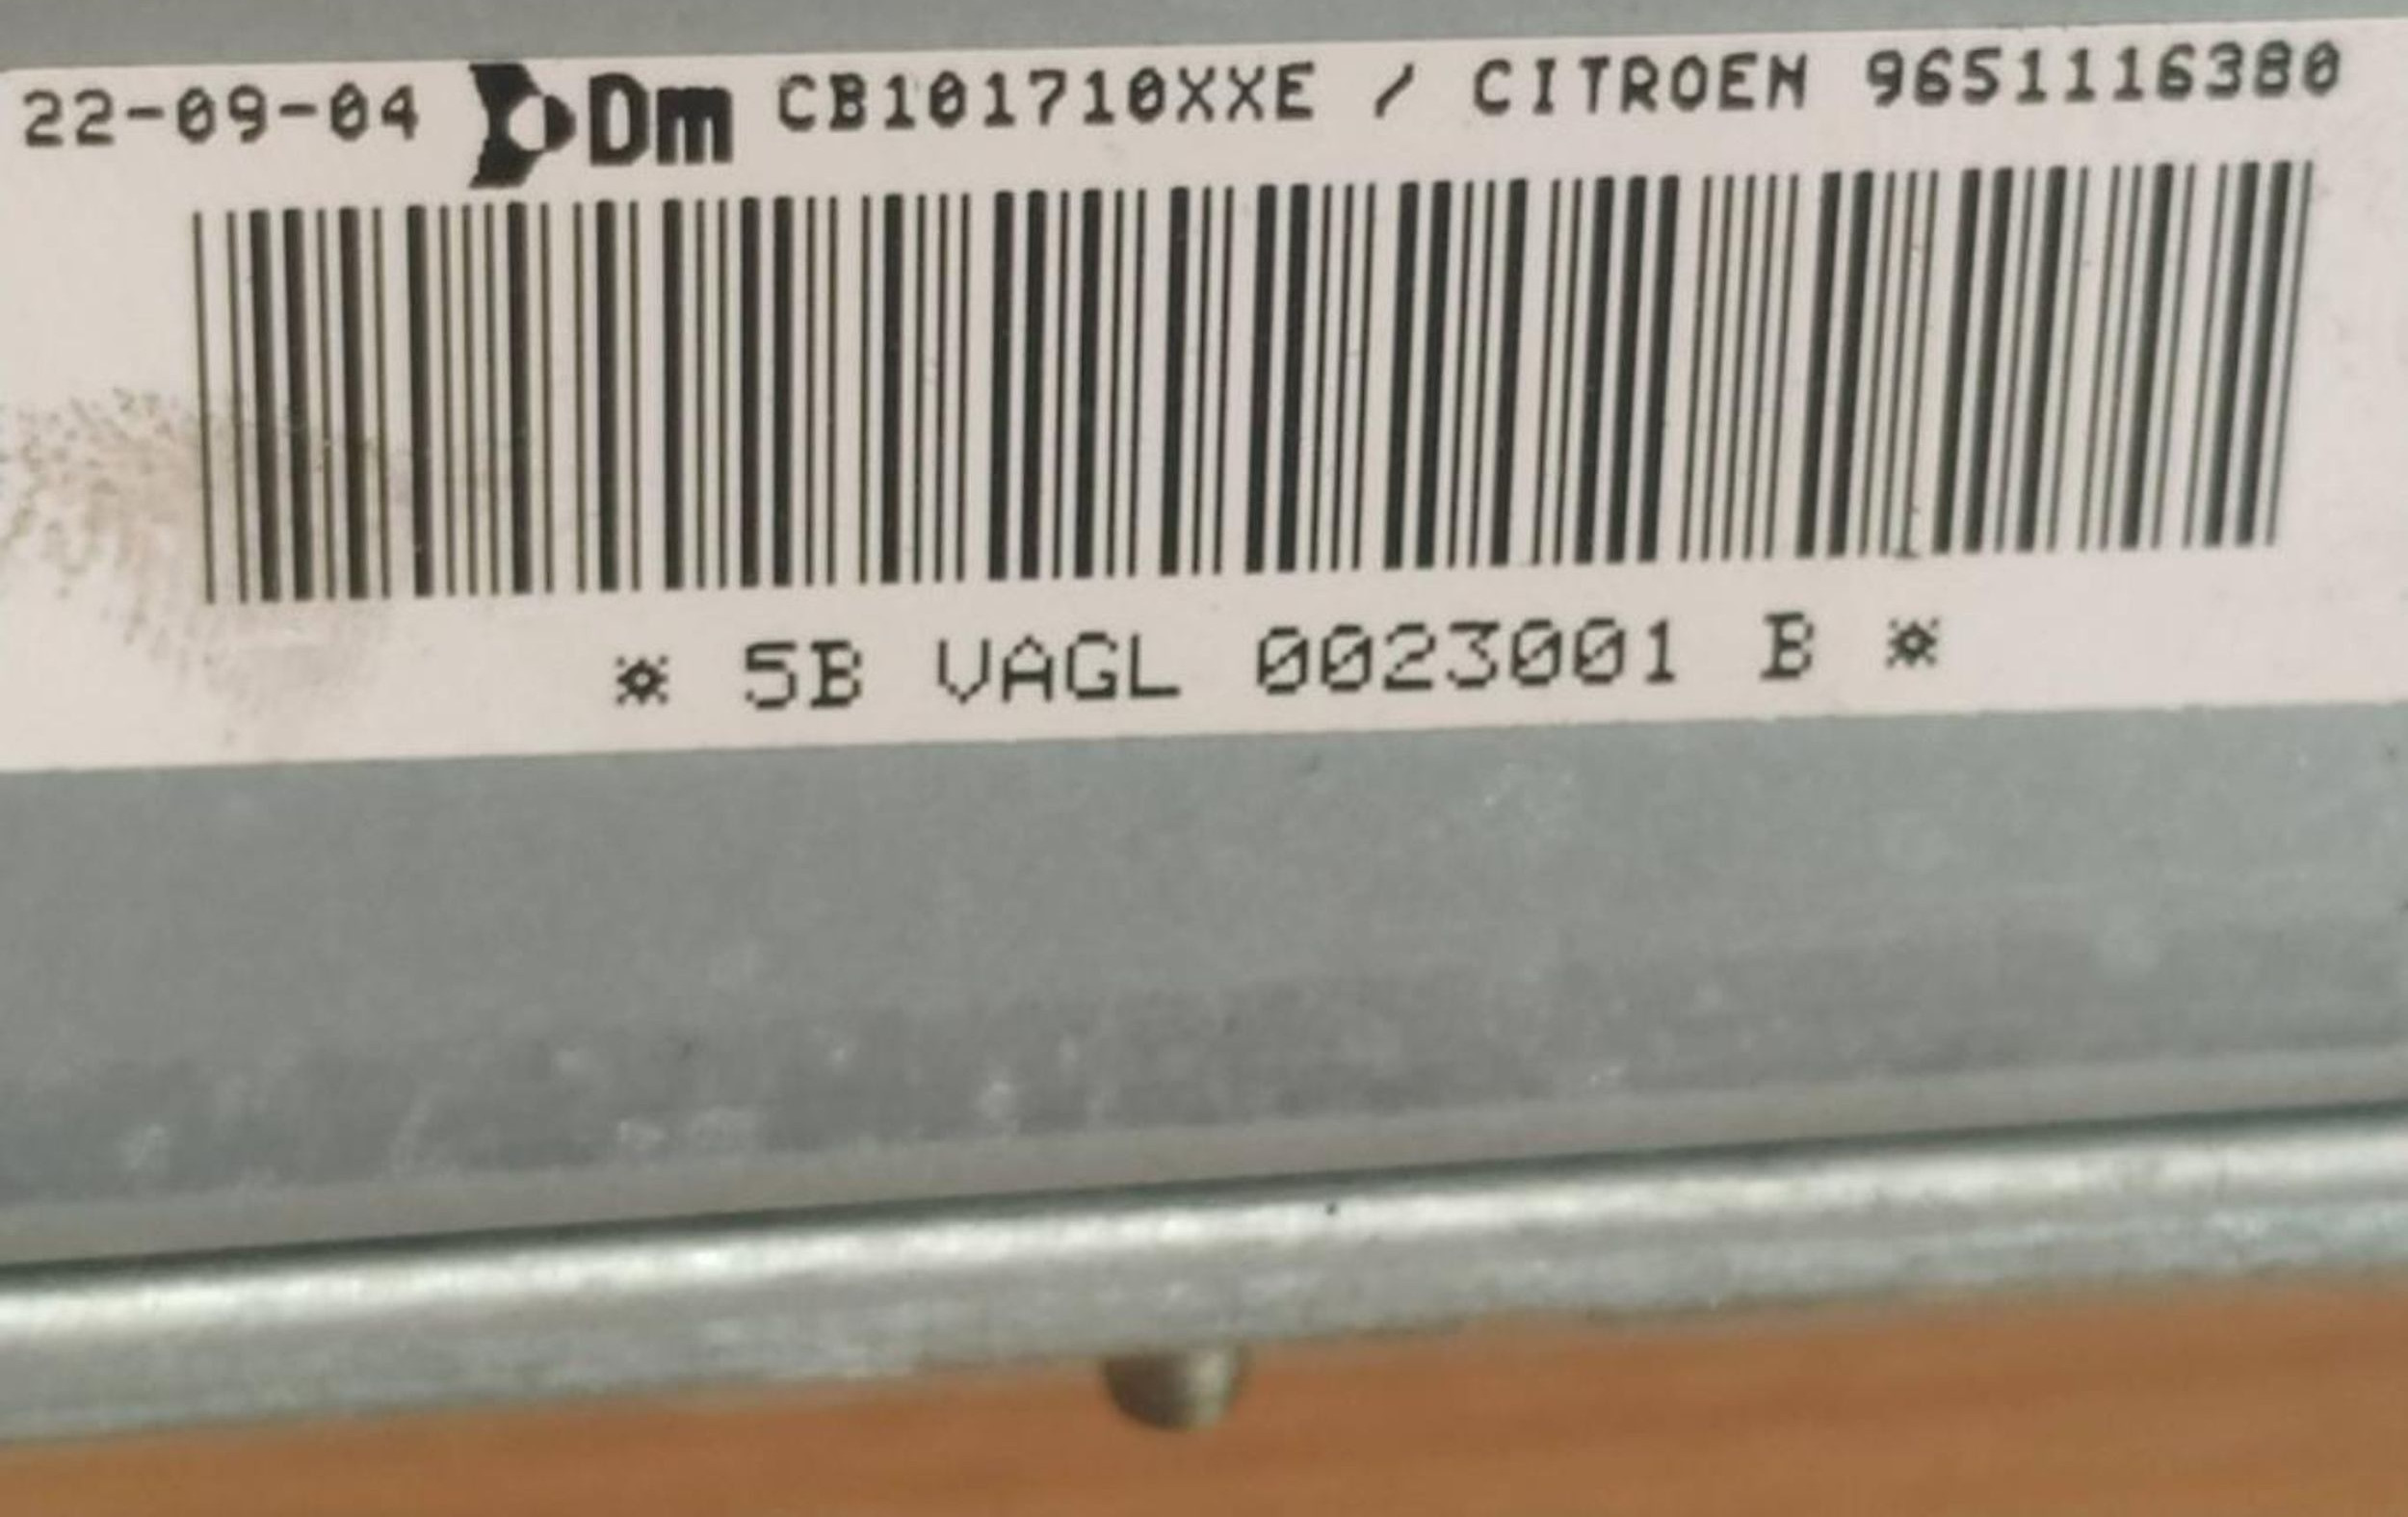 22-09-04 Dm CB101710XXE / CITROEN 9651116380
* 5B VAGL 0023001 B *